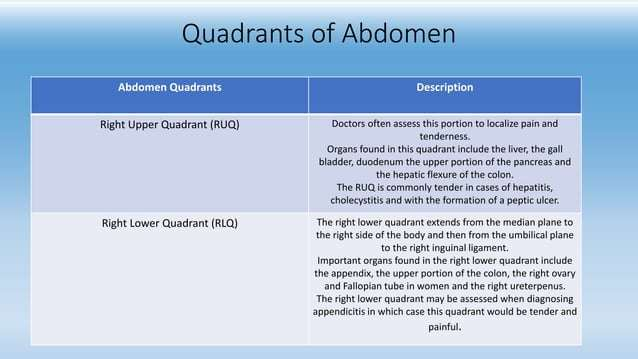 Quadrants of Abdomen
Abdomen Quadrants
Description
Right Upper Quadrant (RUQ)
Doctors often assess this portion to localize pain and
tenderness.
Organs found in this quadrant include the liver, the gall
bladder, duodenum the upper portion of the pancreas and
the hepatic flexure of the colon.
The RUQ is commonly tender in cases of hepatitis,
cholecystitis and with the formation of a peptic ulcer.
Right Lower Quadrant (RLQ)
The right lower quadrant extends from the median plane to
the right side of the body and then from the umbilical plane
to the right inguinal ligament.
Important organs found in the right lower quadrant include
the appendix, the upper portion of the colon, the right ovary
and Fallopian tube in women and the right ureterpenus.
The right lower quadrant may be assessed when diagnosing
appendicitis in which case this quadrant would be tender and
painful.